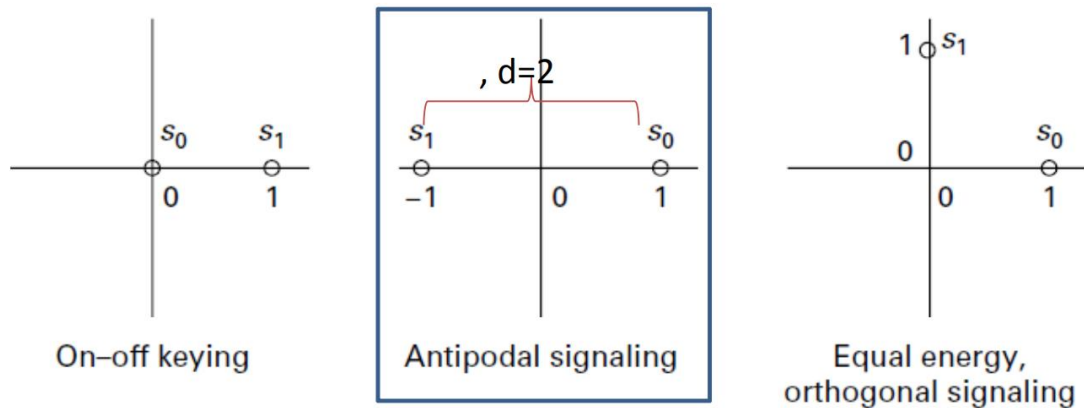 s0 s1
0 1
On–off keying
, d=2
s1 s0
−1 0 1
Antipodal signaling
1 s1
0 s0
0 1
Equal energy,
orthogonal signaling